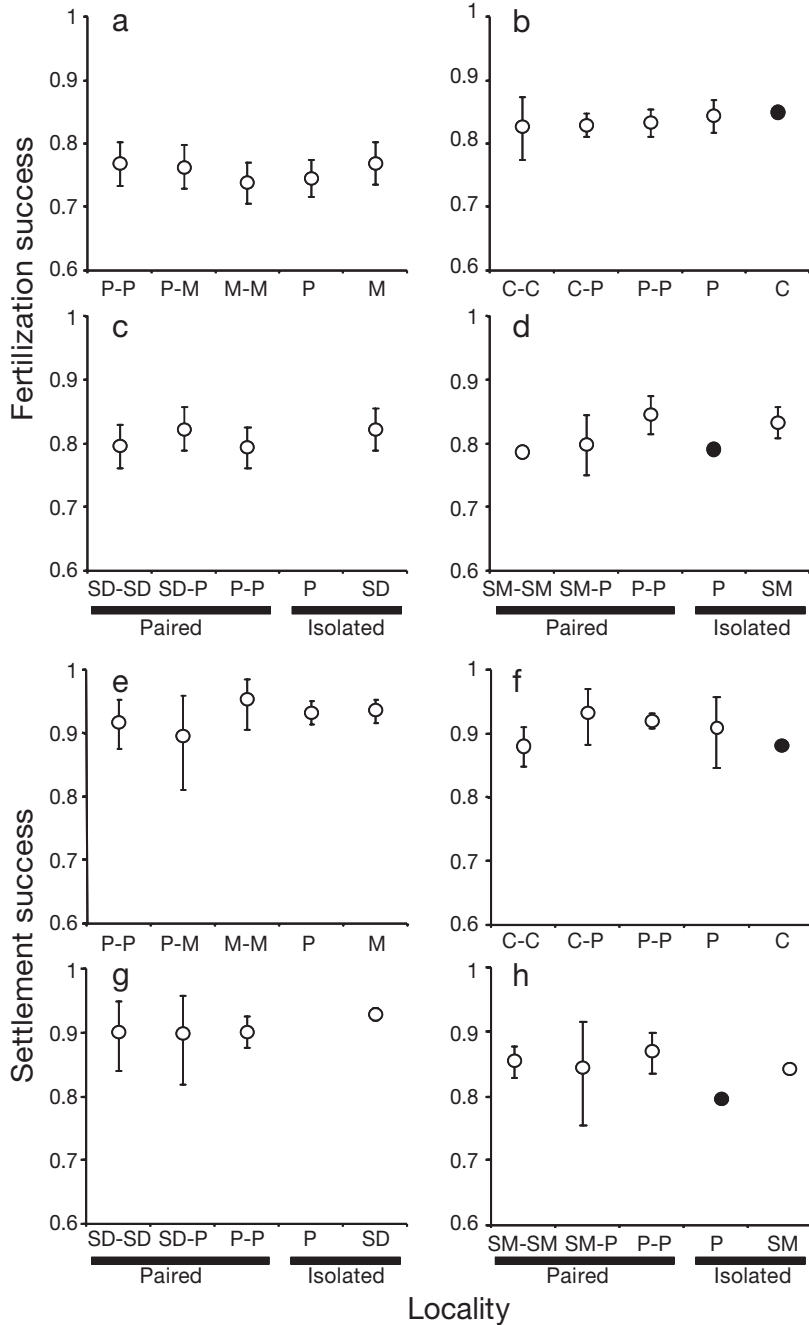 Fertilization success
a
1
0.9
0.8
0.7
0.6
P-P P-M M-M P M
b
1
0.9
0.8
0.7
0.6
C-C C-P P-P P C
c
1
0.9
0.8
0.7
0.6
SD-SD SD-P P-P P SD
Paired Isolated
d
1
0.9
0.8
0.7
0.6
SM-SM SM-P P-P P SM
Paired Isolated
Settlement success
e
1
0.9
0.8
0.7
0.6
P-P P-M M-M P M
f
1
0.9
0.8
0.7
0.6
C-C C-P P-P P C
g
1
0.9
0.8
0.7
0.6
SD-SD SD-P P-P P SD
Paired Isolated
h
1
0.9
0.8
0.7
0.6
SM-SM SM-P P-P P SM
Paired Isolated
Locality